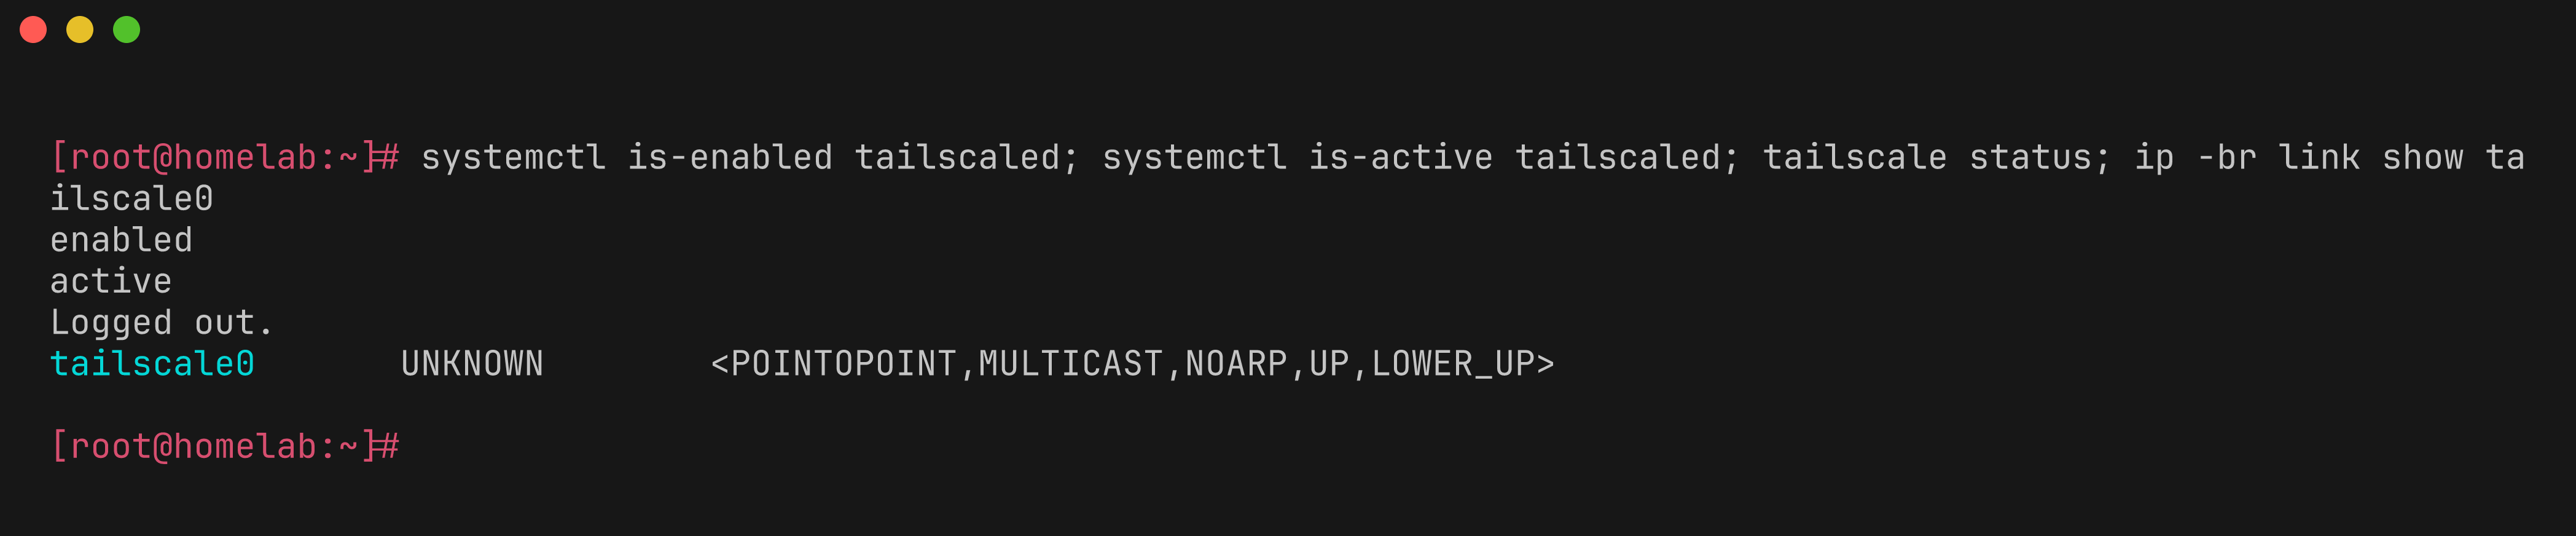 [root@homelab:~]# systemctl is-enabled tailscaled; systemctl is-active tailscaled; tailscale status; ip -br link show ta
ilscale0
enabled
active
Logged out.
tailscale0       UNKNOWN        <POINTOPOINT,MULTICAST,NOARP,UP,LOWER_UP>
[root@homelab:~]#